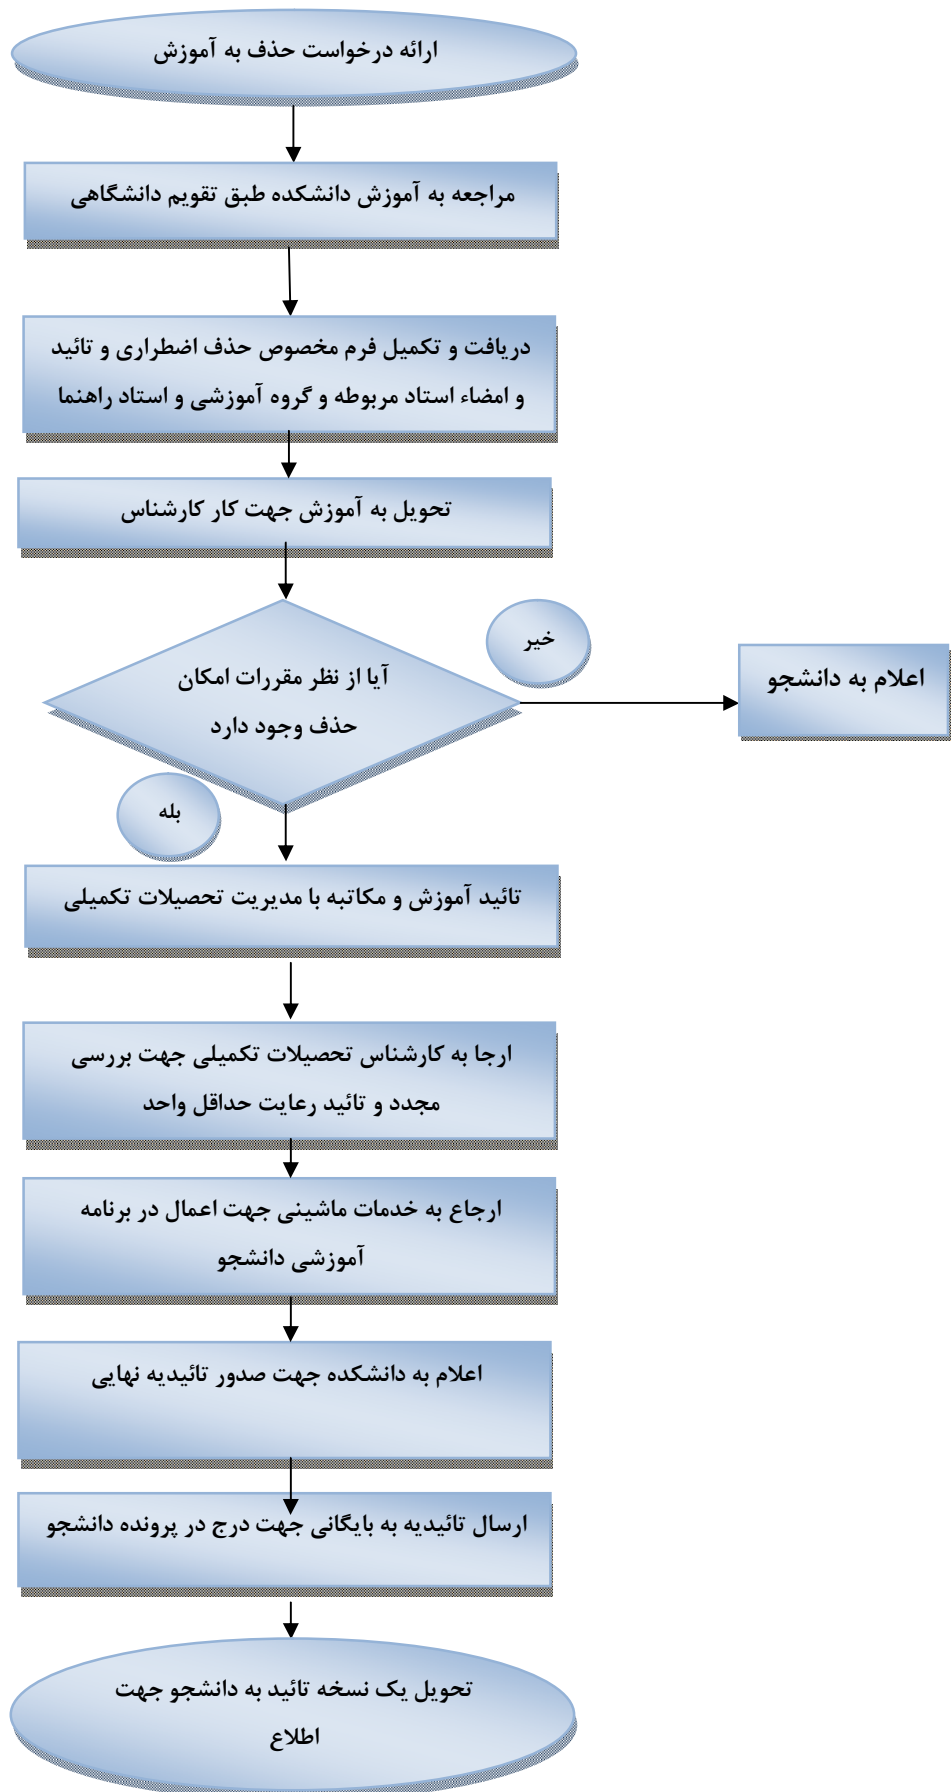 ارائه درخواست حذف به آموزش
مراجعه به آموزش دانشکده طبق تقویم دانشگاهی
دریافت و تکمیل فرم مخصوص حذف اضطراری و تائید
و امضاء استاد مربوطه و گروه آموزشی و استاد راهنما
تحویل به آموزش جهت کار کارشناس
آیا از نظر مقررات امکان
حذف وجود دارد
خیر
اعلام به دانشجو
بله
تائید آموزش و مکاتبه با مدیریت تحصیلات تکمیلی
ارجا به کارشناس تحصیلات تکمیلی جهت بررسی
مجدد و تائید رعایت حداقل واحد
ارجاع به خدمات ماشینی جهت اعمال در برنامه
آموزشی دانشجو
اعلام به دانشکده جهت صدور تائیدیه نهایی
ارسال تائیدیه به بایگانی جهت درج در پرونده دانشجو
تحویل یک نسخه تائید به دانشجو جهت
اطلاع